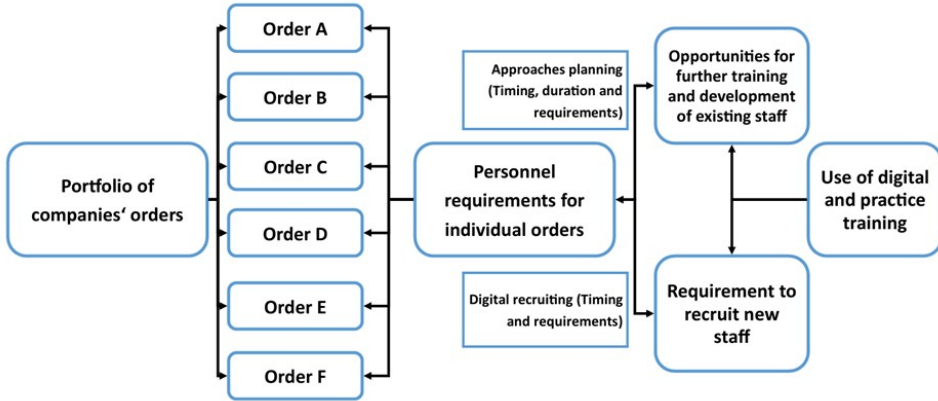 Portfolio of
companies‘ orders
Order A
Order B
Order C
Order D
Order E
Order F
Personnel
requirements for
individual orders
Approaches planning
(Timing, duration and
requirements)
Digital recruiting (Timing
and requirements)
Opportunities for
further training
and development
of existing staff
Requirement to
recruit new
staff
Use of digital
and practice
training